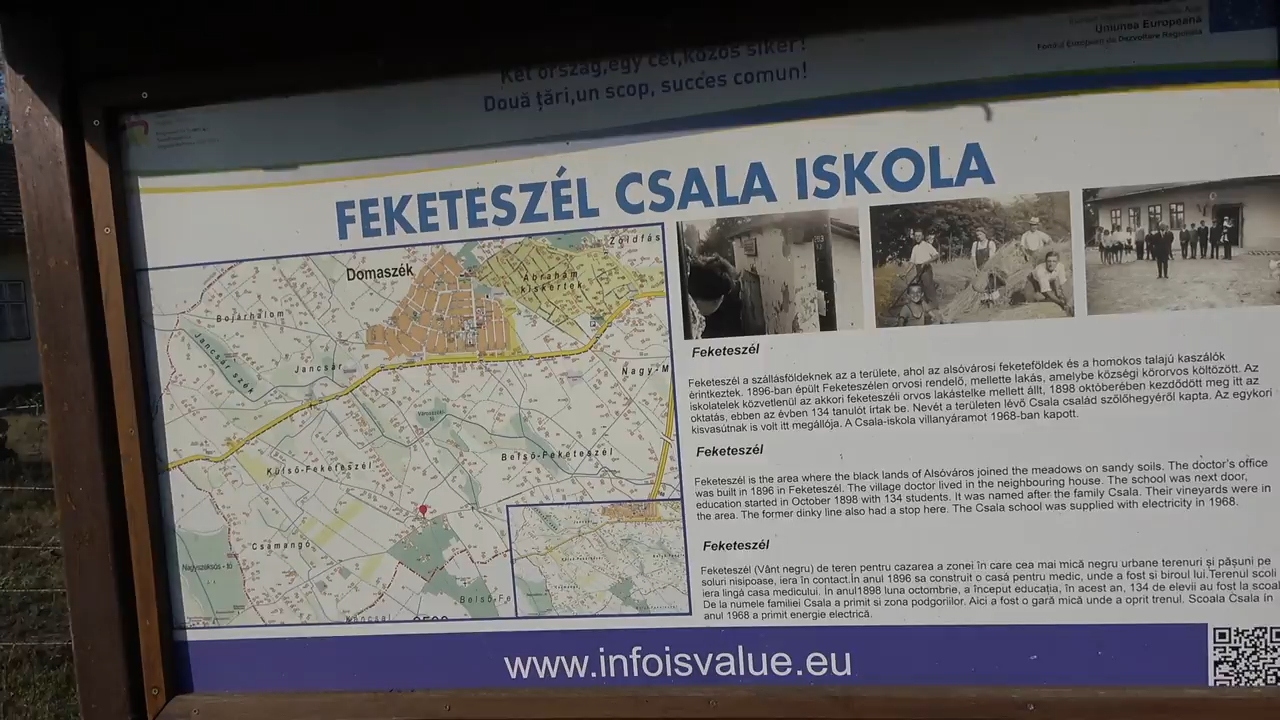 Két ország,egy cél,közös siker!
Două țări,un scop, succes comun!
Uniunea Europeană
Fondul European de Dezvoltare Regională
FEKETESZÉL CSALA ISKOLA
Domaszék
Zöldfás
Ábrahám
kiskertek
Bojárhalom
Jancsár szék
Jancsár
Nagy-M
Városszéli-
tó
Külső-Feketeszél
Belső-Feketeszél
Csamangó
Nagyszéksós - tó
Belső-Fe
Feketeszél
Feketeszél a szállásföldeknek az a területe, ahol az alsóvárosi feketeföldek és a homokos talajú kaszálók
érintkeztek. 1896-ban épült Feketeszélen orvosi rendelő, mellette lakás, amelybe községi körorvos költözött. Az
iskolatelek közvetlenül az akkori feketeszéli orvos lakástelke mellett állt, 1898 októberében kezdődött meg itt az
oktatás, ebben az évben 134 tanulót írtak be. Nevét a területen lévő Csala család szőlőhegyéről kapta. Az egykori
kisvasútnak is volt itt megállója. A Csala-iskola villanyáramot 1968-ban kapott.
Feketeszél
Feketeszél is the area where the black lands of Alsóváros joined the meadows on sandy soils. The doctor's office
was built in 1896 in Feketeszél. The village doctor lived in the neighbouring house. The school was next door,
education started in October 1898 with 134 students. It was named after the family Csala. Their vineyards were in
the area. The former dinky line also had a stop here. The Csala school was supplied with electricity in 1968.
Feketeszél
Feketeszél (Vânt negru) de teren pentru cazarea a zonei în care cea mai mică negru urbane terenuri și pășuni pe
soluri nisipoase, iera în contact.În anul 1896 sa construit o casă pentru medic, unde a fost si biroul lui.Terenul scoli
iera lingă casa medicului. În anul1898 luna octombrie, a început educația, în acest an, 134 de elevii au fost la scoal
De la numele familiei Csala a primit si zona podgoriilor. Aici a fost o gară mică unde a oprit trenul. Scoala Csala în
anul 1968 a primit energie electrică.
www.infoisvalue.eu